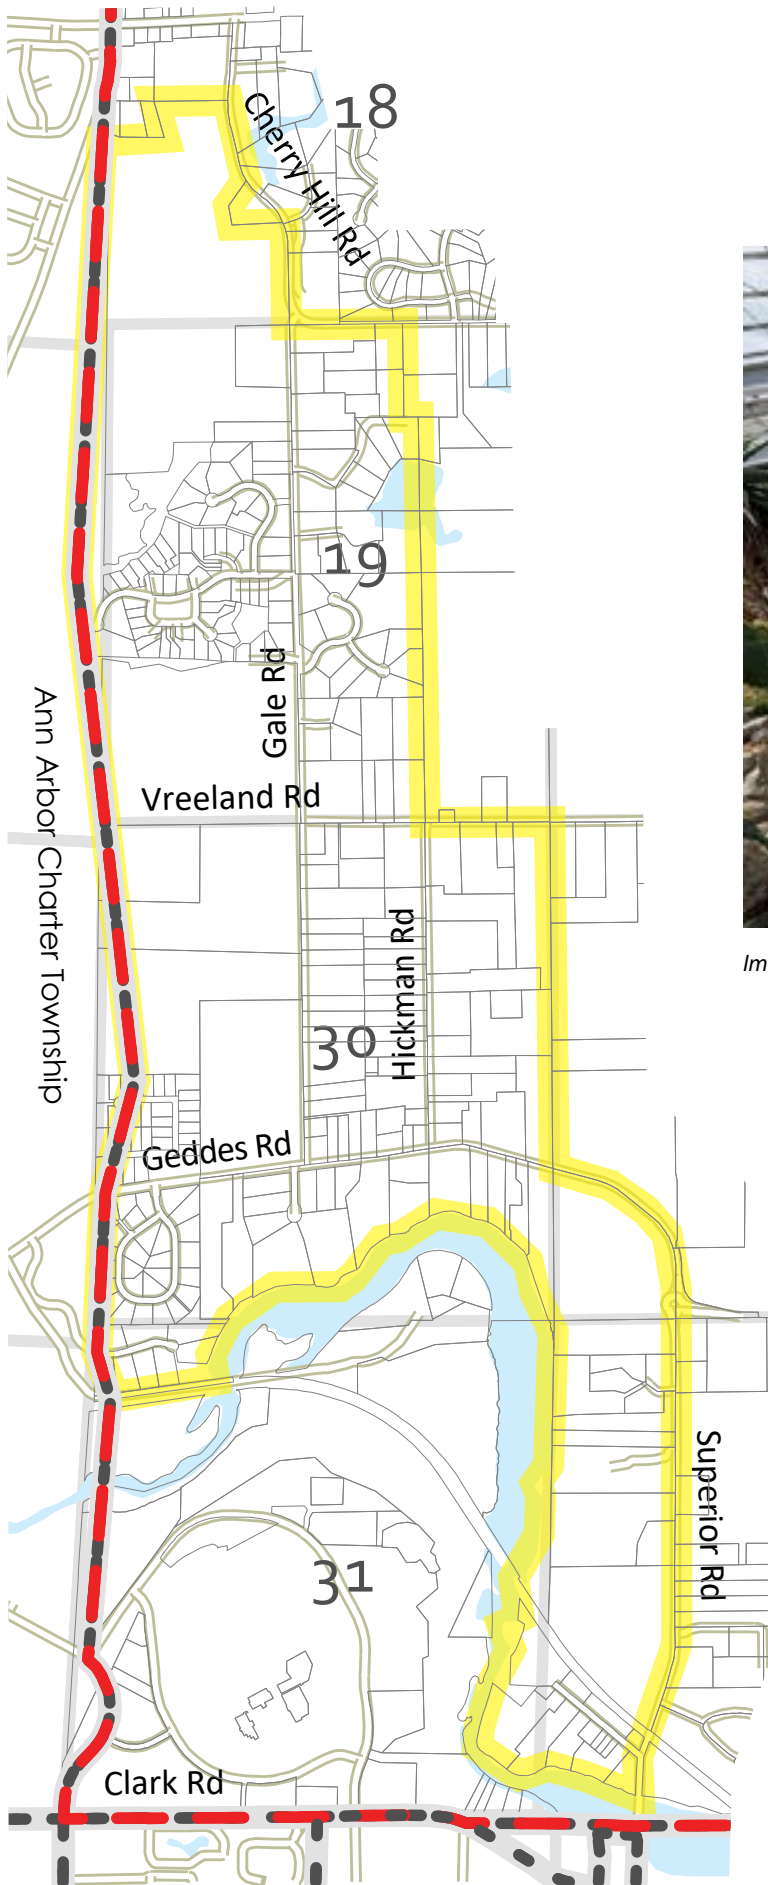 18
Cherry Hill Rd
19
Gale Rd
Ann Arbor Charter Township
Vreeland Rd
Hickman Rd
Im
30
Geddes Rd
Superior Rd
31
Clark Rd